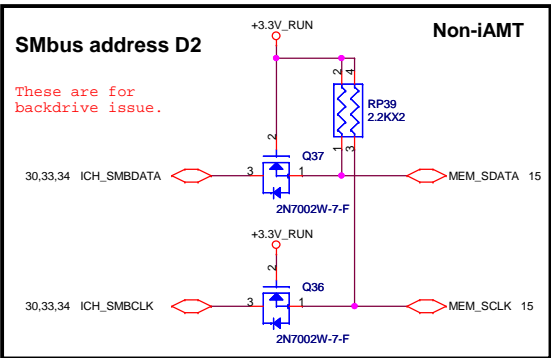 +3.3V_RUN
Non-iAMT
SMbus address D2
These are for
backdrive issue.
2 4
RP39
2.2KX2
2
1 3
Q37
30,33,34 ICH_SMBDATA 3 1 MEM_SDATA 15
2N7002W-7-F
+3.3V_RUN
2
Q36
30,33,34 ICH_SMBCLK 3 1 MEM_SCLK 15
2N7002W-7-F